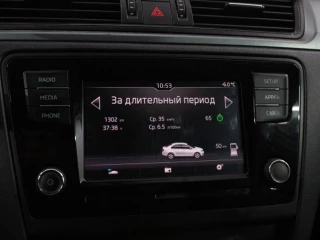 RADIO
MEDIA
PHONE
SETUP
APPS
CAR
10:53
-6.0°C
За длительный период
1302 км Ср. 35 км/ч 65
37:38 ч Ср. 6.5 л/100км
50 км